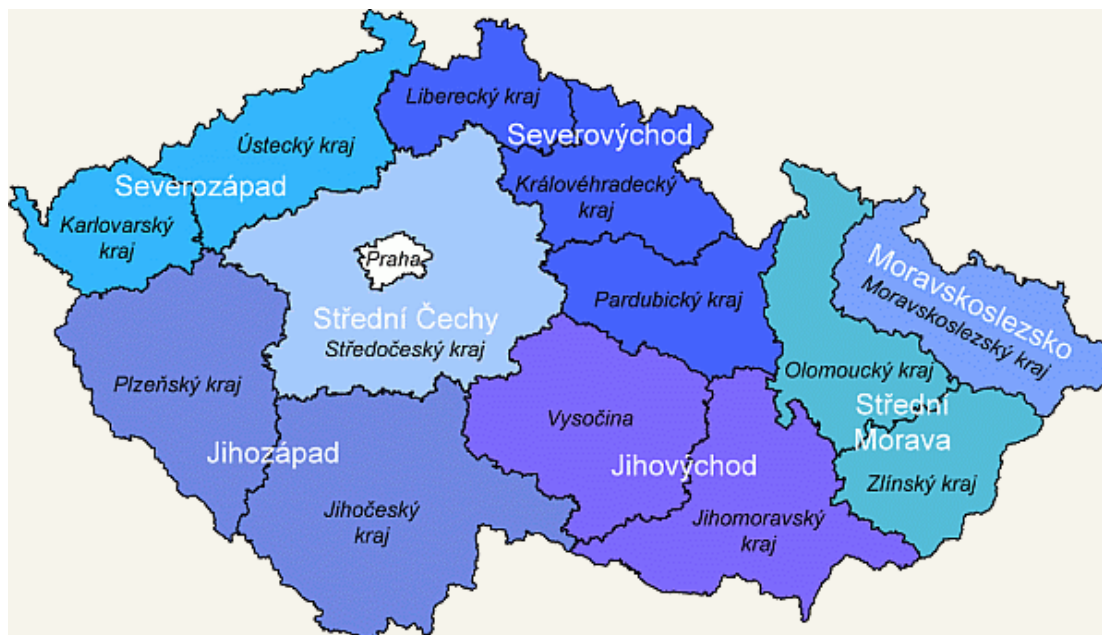 Liberecký kraj
Severovýchod
Ústecký kraj
Severozápad
Královéhradecký
kraj
Karlovarský
kraj
Praha
Moravskoslezsko
Moravskoslezský kraj
Pardubický kraj
Střední Čechy
Středočeský kraj
Plzeňský kraj
Olomoucký kraj
Střední
Morava
Vysočina
Jihozápad
Jihovýchod
Zlínský kraj
Jihočeský
kraj
Jihomoravský
kraj